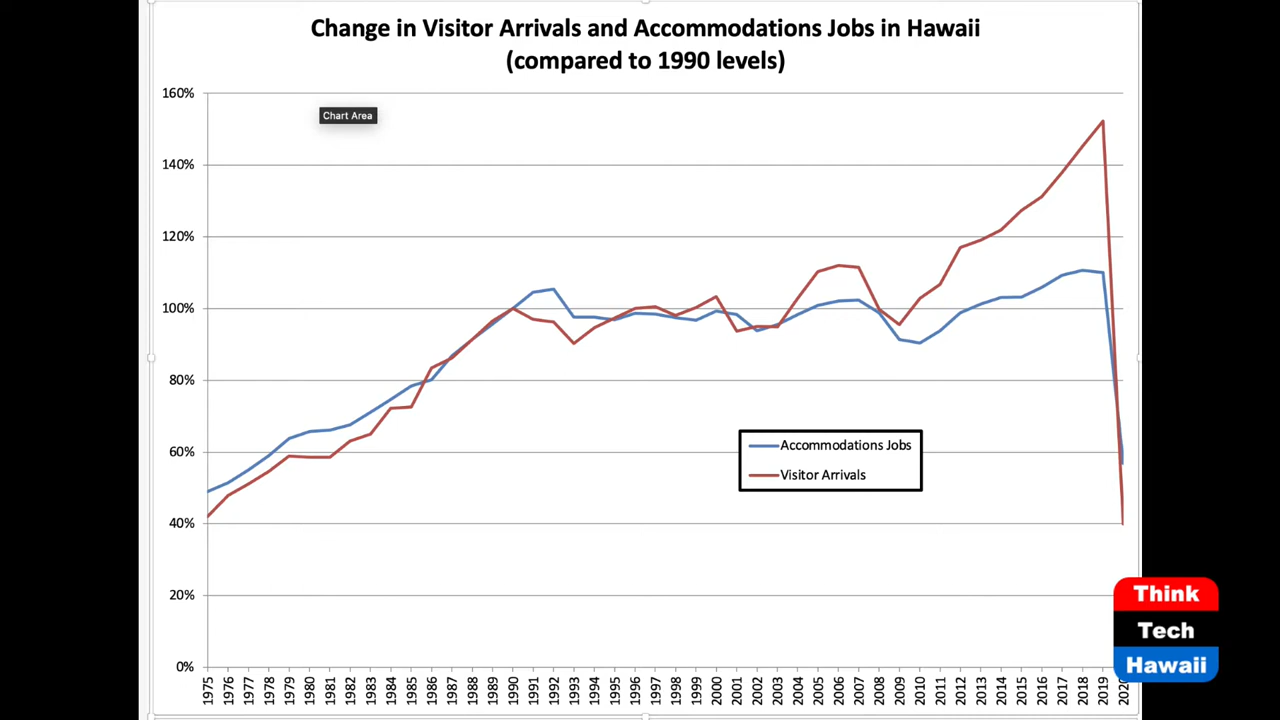 Change in Visitor Arrivals and Accommodations Jobs in Hawaii
(compared to 1990 levels)
160%
Chart Area
140%
120%
100%
80%
Accommodations Jobs
60%
Visitor Arrivals
40%
20%
Think
Tech
Hawaii
0%
1975 1976 1977 1978 1979 1980 1981 1982 1983 1984 1985 1986 1987 1988 1989 1990 1991 1992 1993 1994 1995 1996 1997 1998 1999 2000 2001 2002 2003 2004 2005 2006 2007 2008 2009 2010 2011 2012 2013 2014 2015 2016 2017 2018 2019 2020